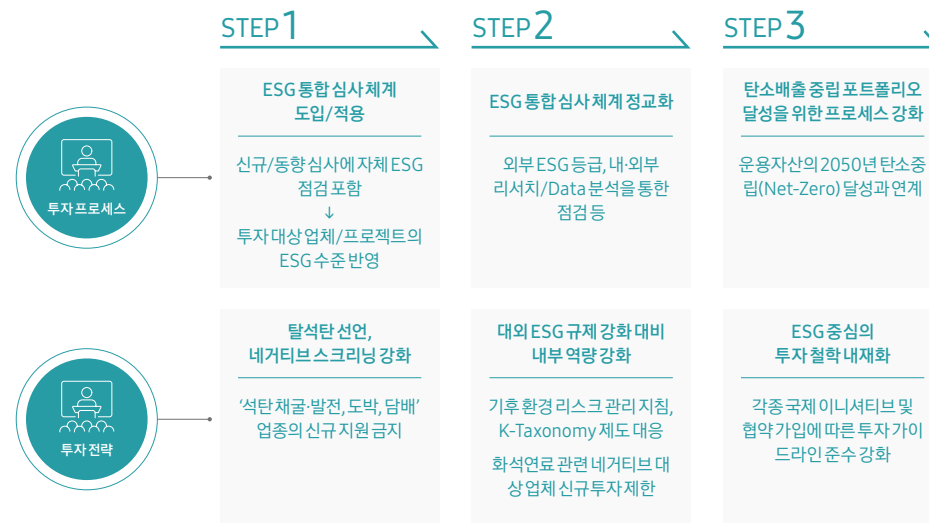 STEP 1
STEP 2
STEP 3
투자 프로세스
ESG 통합 심사 체계
도입/적용
신규/동향 심사에 자체 ESG
점검 포함
↓
투자 대상 업체/프로젝트의
ESG 수준 반영
ESG 통합 심사 체계 정교화
외부 ESG 등급, 내·외부
리서치/Data 분석을 통한
점검 등
탄소배출 중립 포트폴리오
달성을 위한 프로세스 강화
운용자산의 2050년 탄소중
립(Net-Zero) 달성과 연계
투자 전략
탈석탄 선언,
네거티브 스크리닝 강화
‘석탄 채굴·발전, 도박, 담배’
업종의 신규 지원 금지
대외 ESG 규제 강화 대비
내부 역량 강화
기후 환경 리스크 관리 지침,
K-Taxonomy 제도 대응
화석연료 관련 네거티브 대
상 업체 신규 투자 제한
ESG 중심의
투자 철학 내재화
각종 국제 이니셔티브 및
협약 가입에 따른 투자 가이
드라인 준수 강화